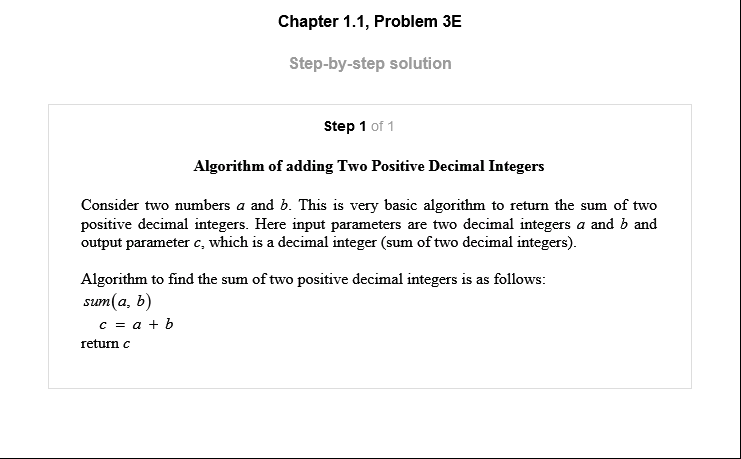 Chapter 1.1, Problem 3E
Step-by-step solution
Step 1 of 1
Algorithm of adding Two Positive Decimal Integers
Consider two numbers a and b. This is very basic algorithm to return the sum of two
positive decimal integers. Here input parameters are two decimal integers a and b and
output parameter c, which is a decimal integer (sum of two decimal integers).
Algorithm to find the sum of two positive decimal integers is as follows:
sum(a, b)
c = a + b
return c